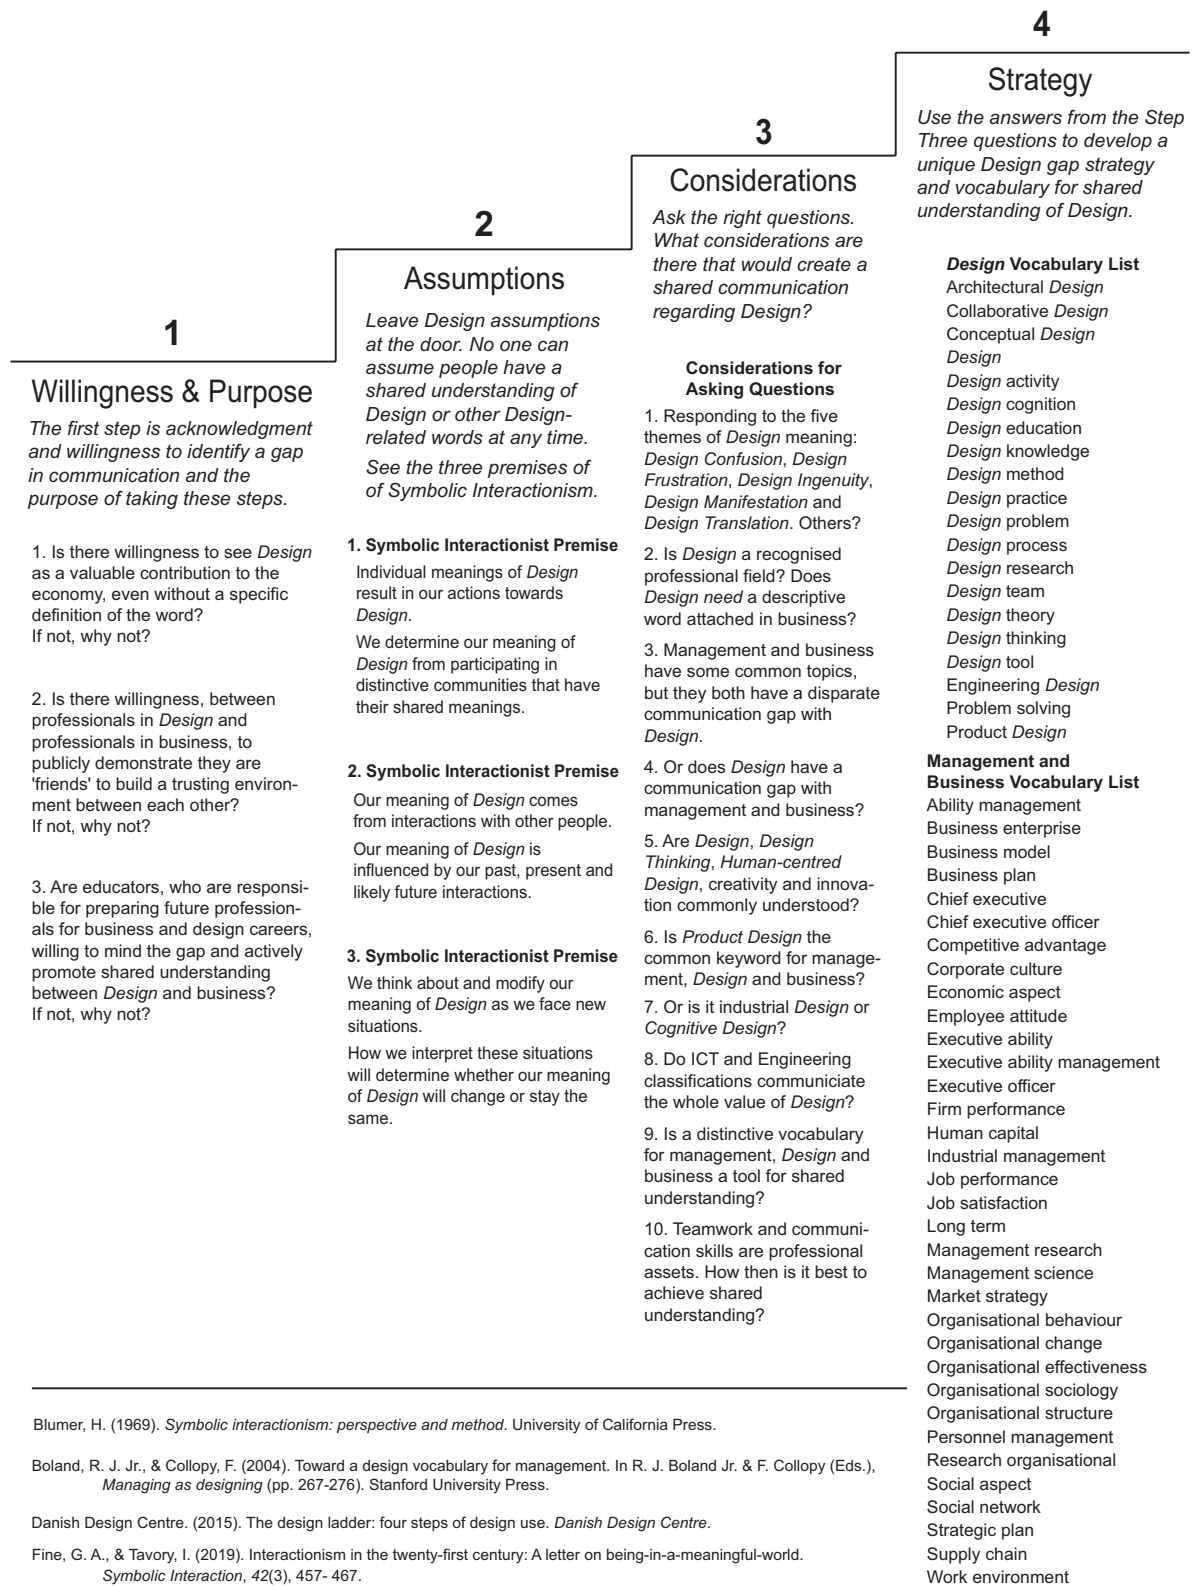 1
Willingness & Purpose
The first step is acknowledgment
and willingness to identify a gap
in communication and the
purpose of taking these steps.
1. Is there willingness to see Design
as a valuable contribution to the
economy, even without a specific
definition of the word?
If not, why not?
2. Is there willingness, between
professionals in Design and
professionals in business, to
publicly demonstrate they are
'friends' to build a trusting environ-
ment between each other?
If not, why not?
3. Are educators, who are responsi-
ble for preparing future profession-
als for business and design careers,
willing to mind the gap and actively
promote shared understanding
between Design and business?
If not, why not?
2
Assumptions
Leave Design assumptions
at the door. No one can
assume people have a
shared understanding of
Design or other Design-
related words at any time.
See the three premises of
of Symbolic Interactionism.
1. Symbolic Interactionist Premise
Individual meanings of Design
result in our actions towards
Design.
We determine our meaning of
Design from participating in
distinctive communities that have
their shared meanings.
2. Symbolic Interactionist Premise
Our meaning of Design comes
from interactions with other people.
Our meaning of Design is
influenced by our past, present and
likely future interactions.
3. Symbolic Interactionist Premise
We think about and modify our
meaning of Design as we face new
situations.
How we interpret these situations
will determine whether our meaning
of Design will change or stay the
same.
3
Considerations
Ask the right questions.
What considerations are
there that would create a
shared communication
regarding Design?
Considerations for
Asking Questions
1. Responding to the five
themes of Design meaning:
Design Confusion, Design
Frustration, Design Ingenuity,
Design Manifestation and
Design Translation. Others?
2. Is Design a recognised
professional field? Does
Design need a descriptive
word attached in business?
3. Management and business
have some common topics,
but they both have a disparate
communication gap with
Design.
4. Or does Design have a
communication gap with
management and business?
5. Are Design, Design
Thinking, Human-centred
Design, creativity and innova-
tion commonly understood?
6. Is Product Design the
common keyword for manage-
ment, Design and business?
7. Or is it industrial Design or
Cognitive Design?
8. Do ICT and Engineering
classifications communiciate
the whole value of Design?
9. Is a distinctive vocabulary
for management, Design and
business a tool for shared
understanding?
10. Teamwork and communi-
cation skills are professional
assets. How then is it best to
achieve shared
understanding?
4
Strategy
Use the answers from the Step
Three questions to develop a
unique Design gap strategy
and vocabulary for shared
understanding of Design.
Design Vocabulary List
Architectural Design
Collaborative Design
Conceptual Design
Design
Design activity
Design cognition
Design education
Design knowledge
Design method
Design practice
Design problem
Design process
Design research
Design team
Design theory
Design thinking
Design tool
Engineering Design
Problem solving
Product Design
Management and
Business Vocabulary List
Ability management
Business enterprise
Business model
Business plan
Chief executive
Chief executive officer
Competitive advantage
Corporate culture
Economic aspect
Employee attitude
Executive ability
Executive ability management
Executive officer
Firm performance
Human capital
Industrial management
Job performance
Job satisfaction
Long term
Management research
Management science
Market strategy
Organisational behaviour
Organisational change
Organisational effectiveness
Organisational sociology
Organisational structure
Personnel management
Research organisational
Social aspect
Social network
Strategic plan
Supply chain
Work environment
Blumer, H. (1969). Symbolic interactionism: perspective and method. University of California Press.
Boland, R. J. Jr., & Collopy, F. (2004). Toward a design vocabulary for management. In R. J. Boland Jr. & F. Collopy (Eds.),
Managing as designing (pp. 267-276). Stanford University Press.
Danish Design Centre. (2015). The design ladder: four steps of design use. Danish Design Centre.
Fine, G. A., & Tavory, I. (2019). Interactionism in the twenty-first century: A letter on being-in-a-meaningful-world.
Symbolic Interaction, 42(3), 457- 467.